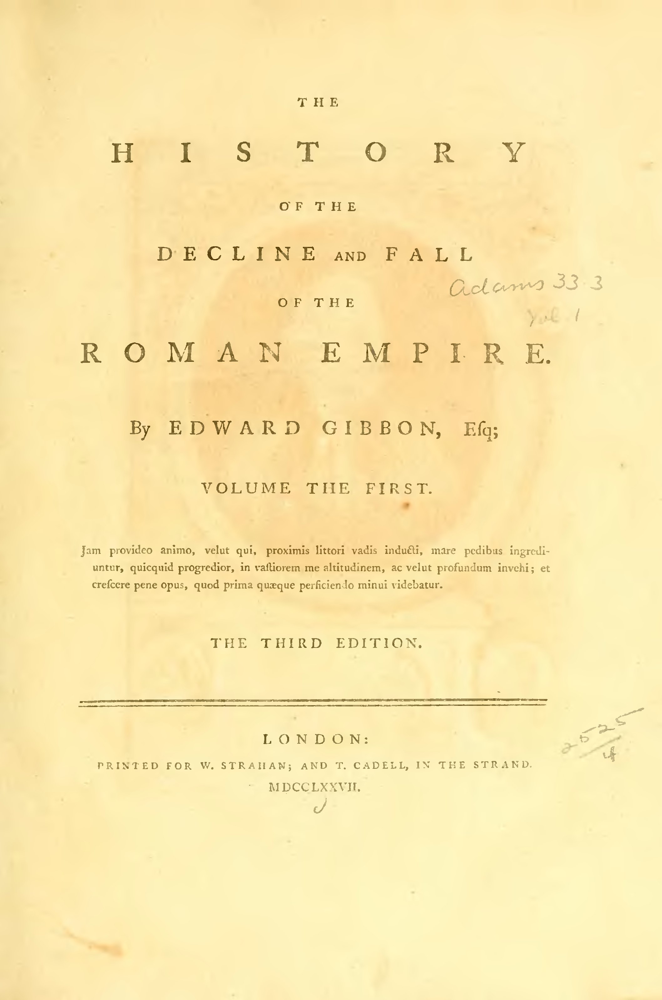 THE
HISTORY
OF THE
DECLINE AND FALL
Adams 33.3
OF THE
Vol. 1
ROMAN EMPIRE.
By EDWARD GIBBON, Eſq;
VOLUME THE FIRST.
Jam provideo animo, velut qui, proximis littori vadis inducti, mare pedibus ingredi-
untur, quicquid progredior, in vaſtiorem me altitudinem, ac velut profundum invehi; et
creſcere pene opus, quod prima quæque perficiendo minui videbatur.
THE THIRD EDITION.
LONDON:
PRINTED FOR W. STRAHAN; AND T. CADELL, IN THE STRAND.
MDCCLXXVII.
2525
4